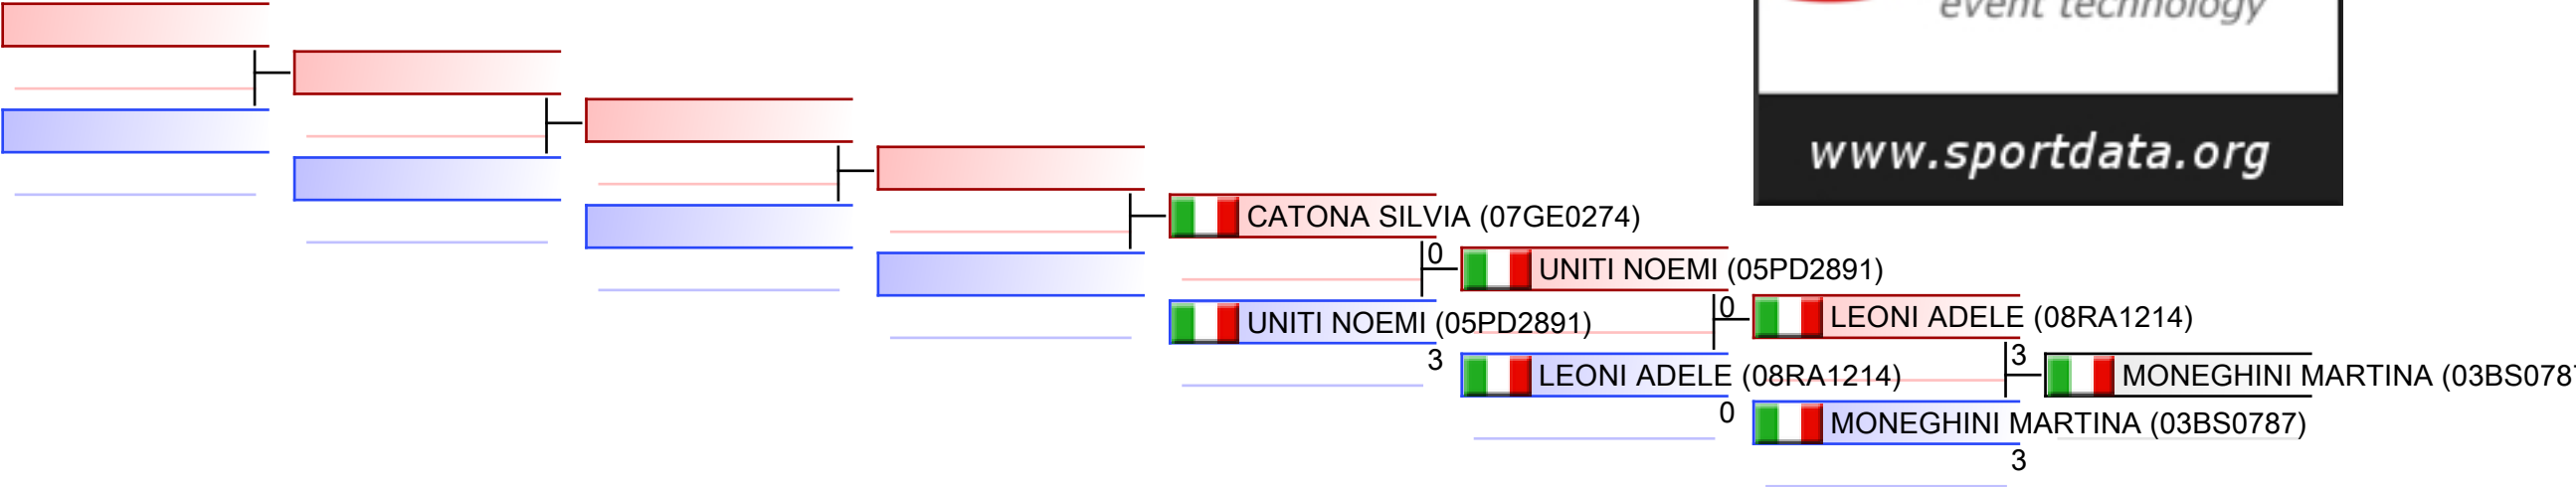 event technology
www.sportdata.org
CATONA SILVIA (07GE0274)
0
UNITI NOEMI (05PD2891)
UNITI NOEMI (05PD2891)
3
0
LEONI ADELE (08RA1214)
LEONI ADELE (08RA1214)
0
3
MONEGHINI MARTINA (03BS0787
MONEGHINI MARTINA (03BS0787)
3